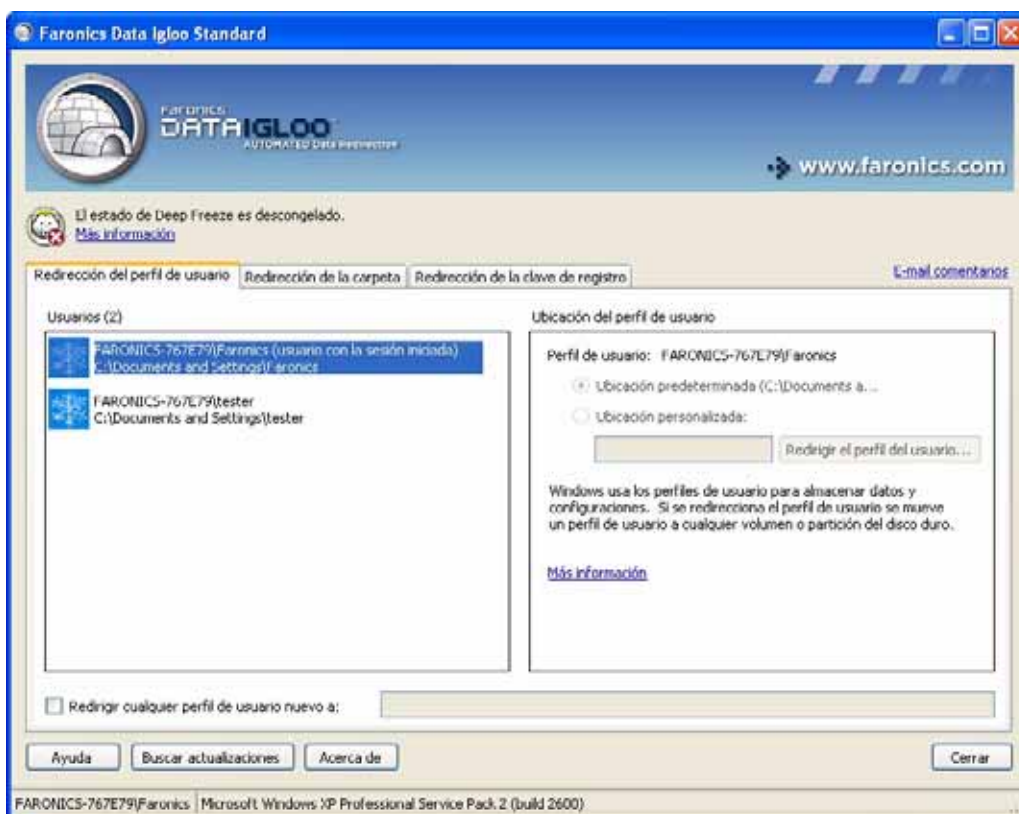 Faronics Data Igloo Standard
Faronics
DATAIGLOO
AUTOMATED Data Redirection
www.faronics.com
El estado de Deep Freeze es descongelado.
Más información
Redirección del perfil de usuario
Redirección de la carpeta
Redirección de la clave de registro
E-mail comentarios
Usuarios (2)
FARONICS-767E79\Faronics (usuario con la sesión iniciada)
C:\Documents and Settings\Faronics
FARONICS-767E79\tester
C:\Documents and Settings\tester
Ubicación del perfil de usuario
Perfil de usuario: FARONICS-767E79\Faronics
Ubicación predeterminada (C:\Documents a...
Ubicación personalizada:
Redirigir el perfil del usuario...
Windows usa los perfiles de usuario para almacenar datos y
configuraciones. Si se redirecciona el perfil de usuario se mueve
un perfil de usuario a cualquier volumen o partición del disco duro.
Más información
Redirigir cualquier perfil de usuario nuevo a:
Ayuda
Buscar actualizaciones
Acerca de
Cerrar
FARONICS-767E79\Faronics
Microsoft Windows XP Professional Service Pack 2 (build 2600)